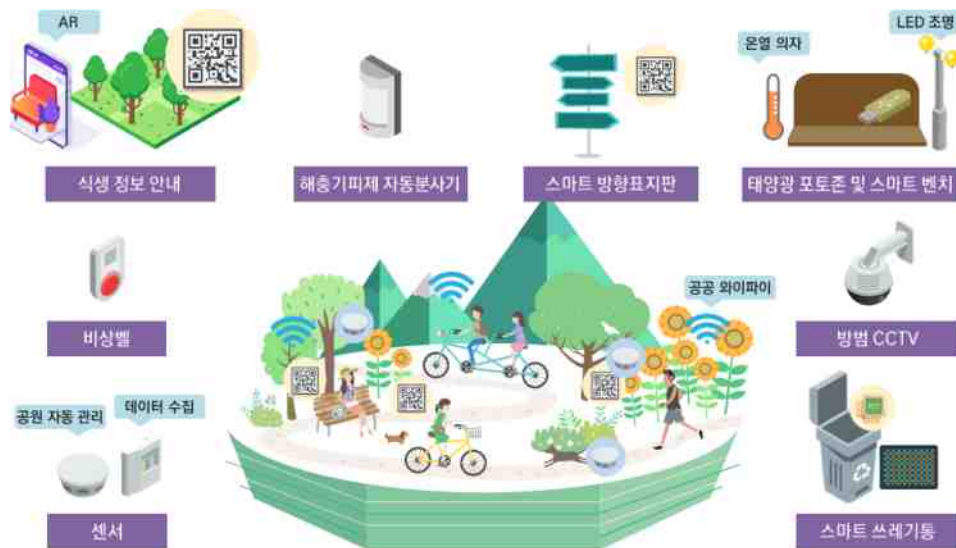 AR
식생 정보 안내
해충기피제 자동분사기
스마트 방향표지판
온열 의자
LED 조명
태양광 포토존 및 스마트 벤치
비상벨
공공 와이파이
방범 CCTV
공원 자동 관리
데이터 수집
센서
스마트 쓰레기통